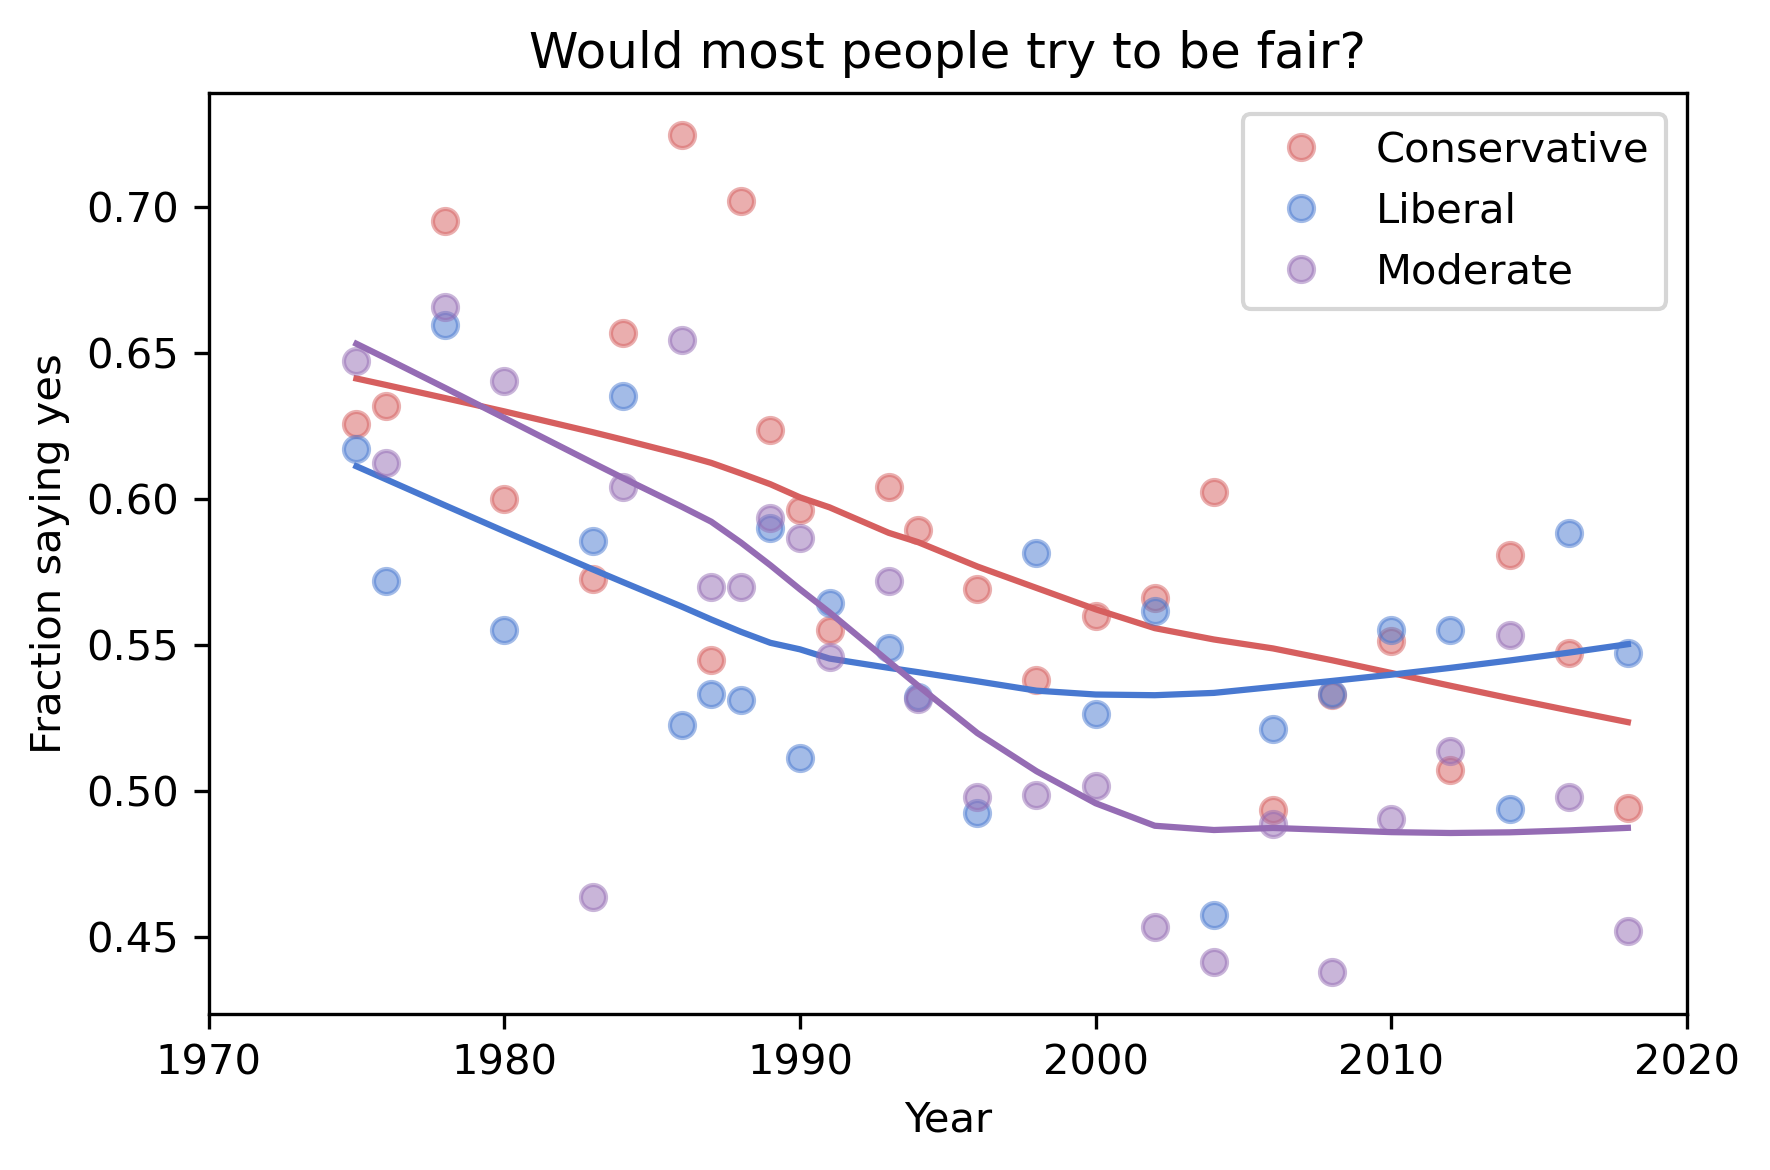 Would most people try to be fair?
Conservative
Liberal
Moderate
Fraction saying yes
0.70
0.65
0.60
0.55
0.50
0.45
1970 1980 1990 2000 2010 2020
Year